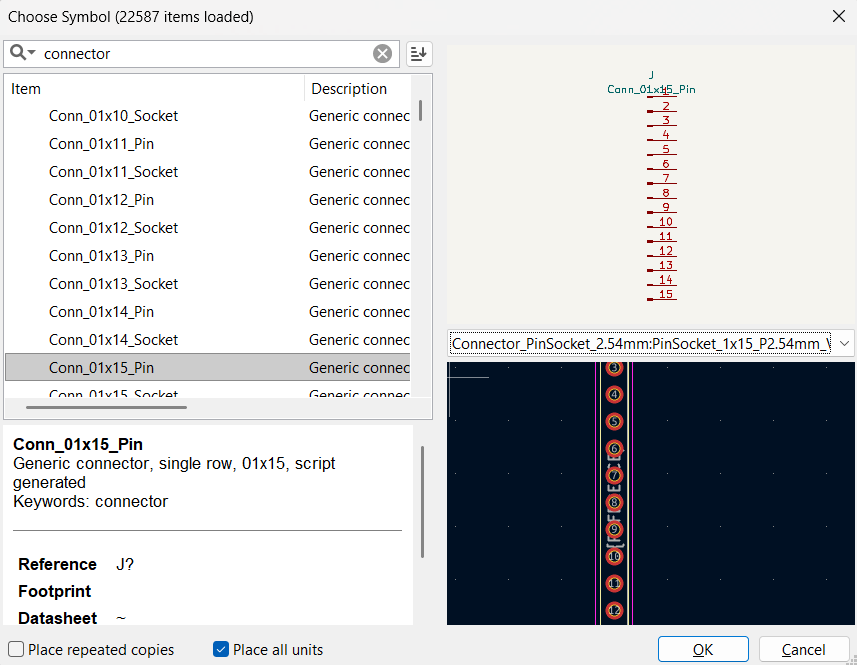 Choose Symbol (22587 items loaded)
connector
Item Description
Conn_01x10_Socket Generic connec
Conn_01x11_Pin Generic connec
Conn_01x11_Socket Generic connec
Conn_01x12_Pin Generic connec
Conn_01x12_Socket Generic connec
Conn_01x13_Pin Generic connec
Conn_01x13_Socket Generic connec
Conn_01x14_Pin Generic connec
Conn_01x14_Socket Generic connec
Conn_01x15_Pin Generic connec
Conn_01x15_Socket Generic connec
Conn_01x15_Pin
Generic connector, single row, 01x15, script
generated
Keywords: connector
Reference J?
Footprint
Datasheet ~
Place repeated copies
Place all units
J
Conn_01x15_Pin
1
2
3
4
5
6
7
8
9
10
11
12
13
14
15
Connector_PinSocket_2.54mm:PinSocket_1x15_P2.54mm_
3
4
5
6
7
8
9
10
11
12
OK
Cancel